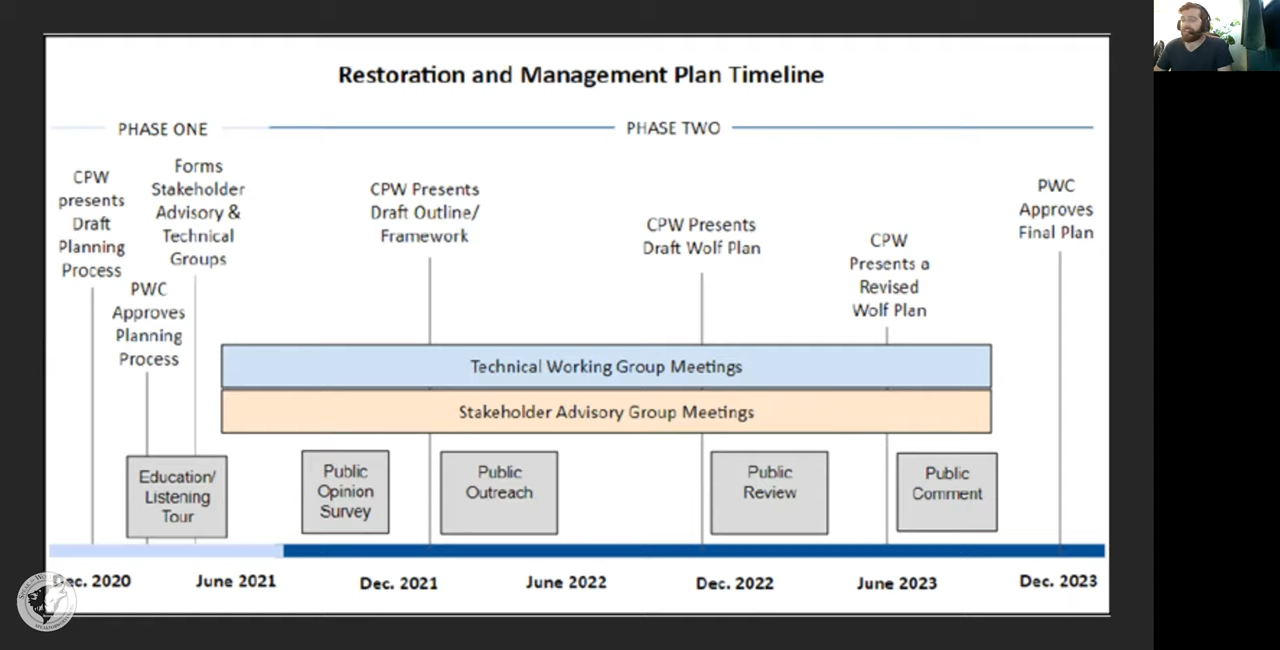 Restoration and Management Plan Timeline
PHASE ONE
PHASE TWO
CPW
presents
Draft
Planning
Process
Forms
Stakeholder
Advisory &
Technical
Groups
PWC
Approves
Planning
Process
CPW Presents
Draft Outline/
Framework
CPW Presents
Draft Wolf Plan
CPW
Presents a
Revised
Wolf Plan
PWC
Approves
Final Plan
Technical Working Group Meetings
Stakeholder Advisory Group Meetings
Education/
Listening
Tour
Public
Opinion
Survey
Public
Outreach
Public
Review
Public
Comment
Dec. 2020
June 2021
Dec. 2021
June 2022
Dec. 2022
June 2023
Dec. 2023